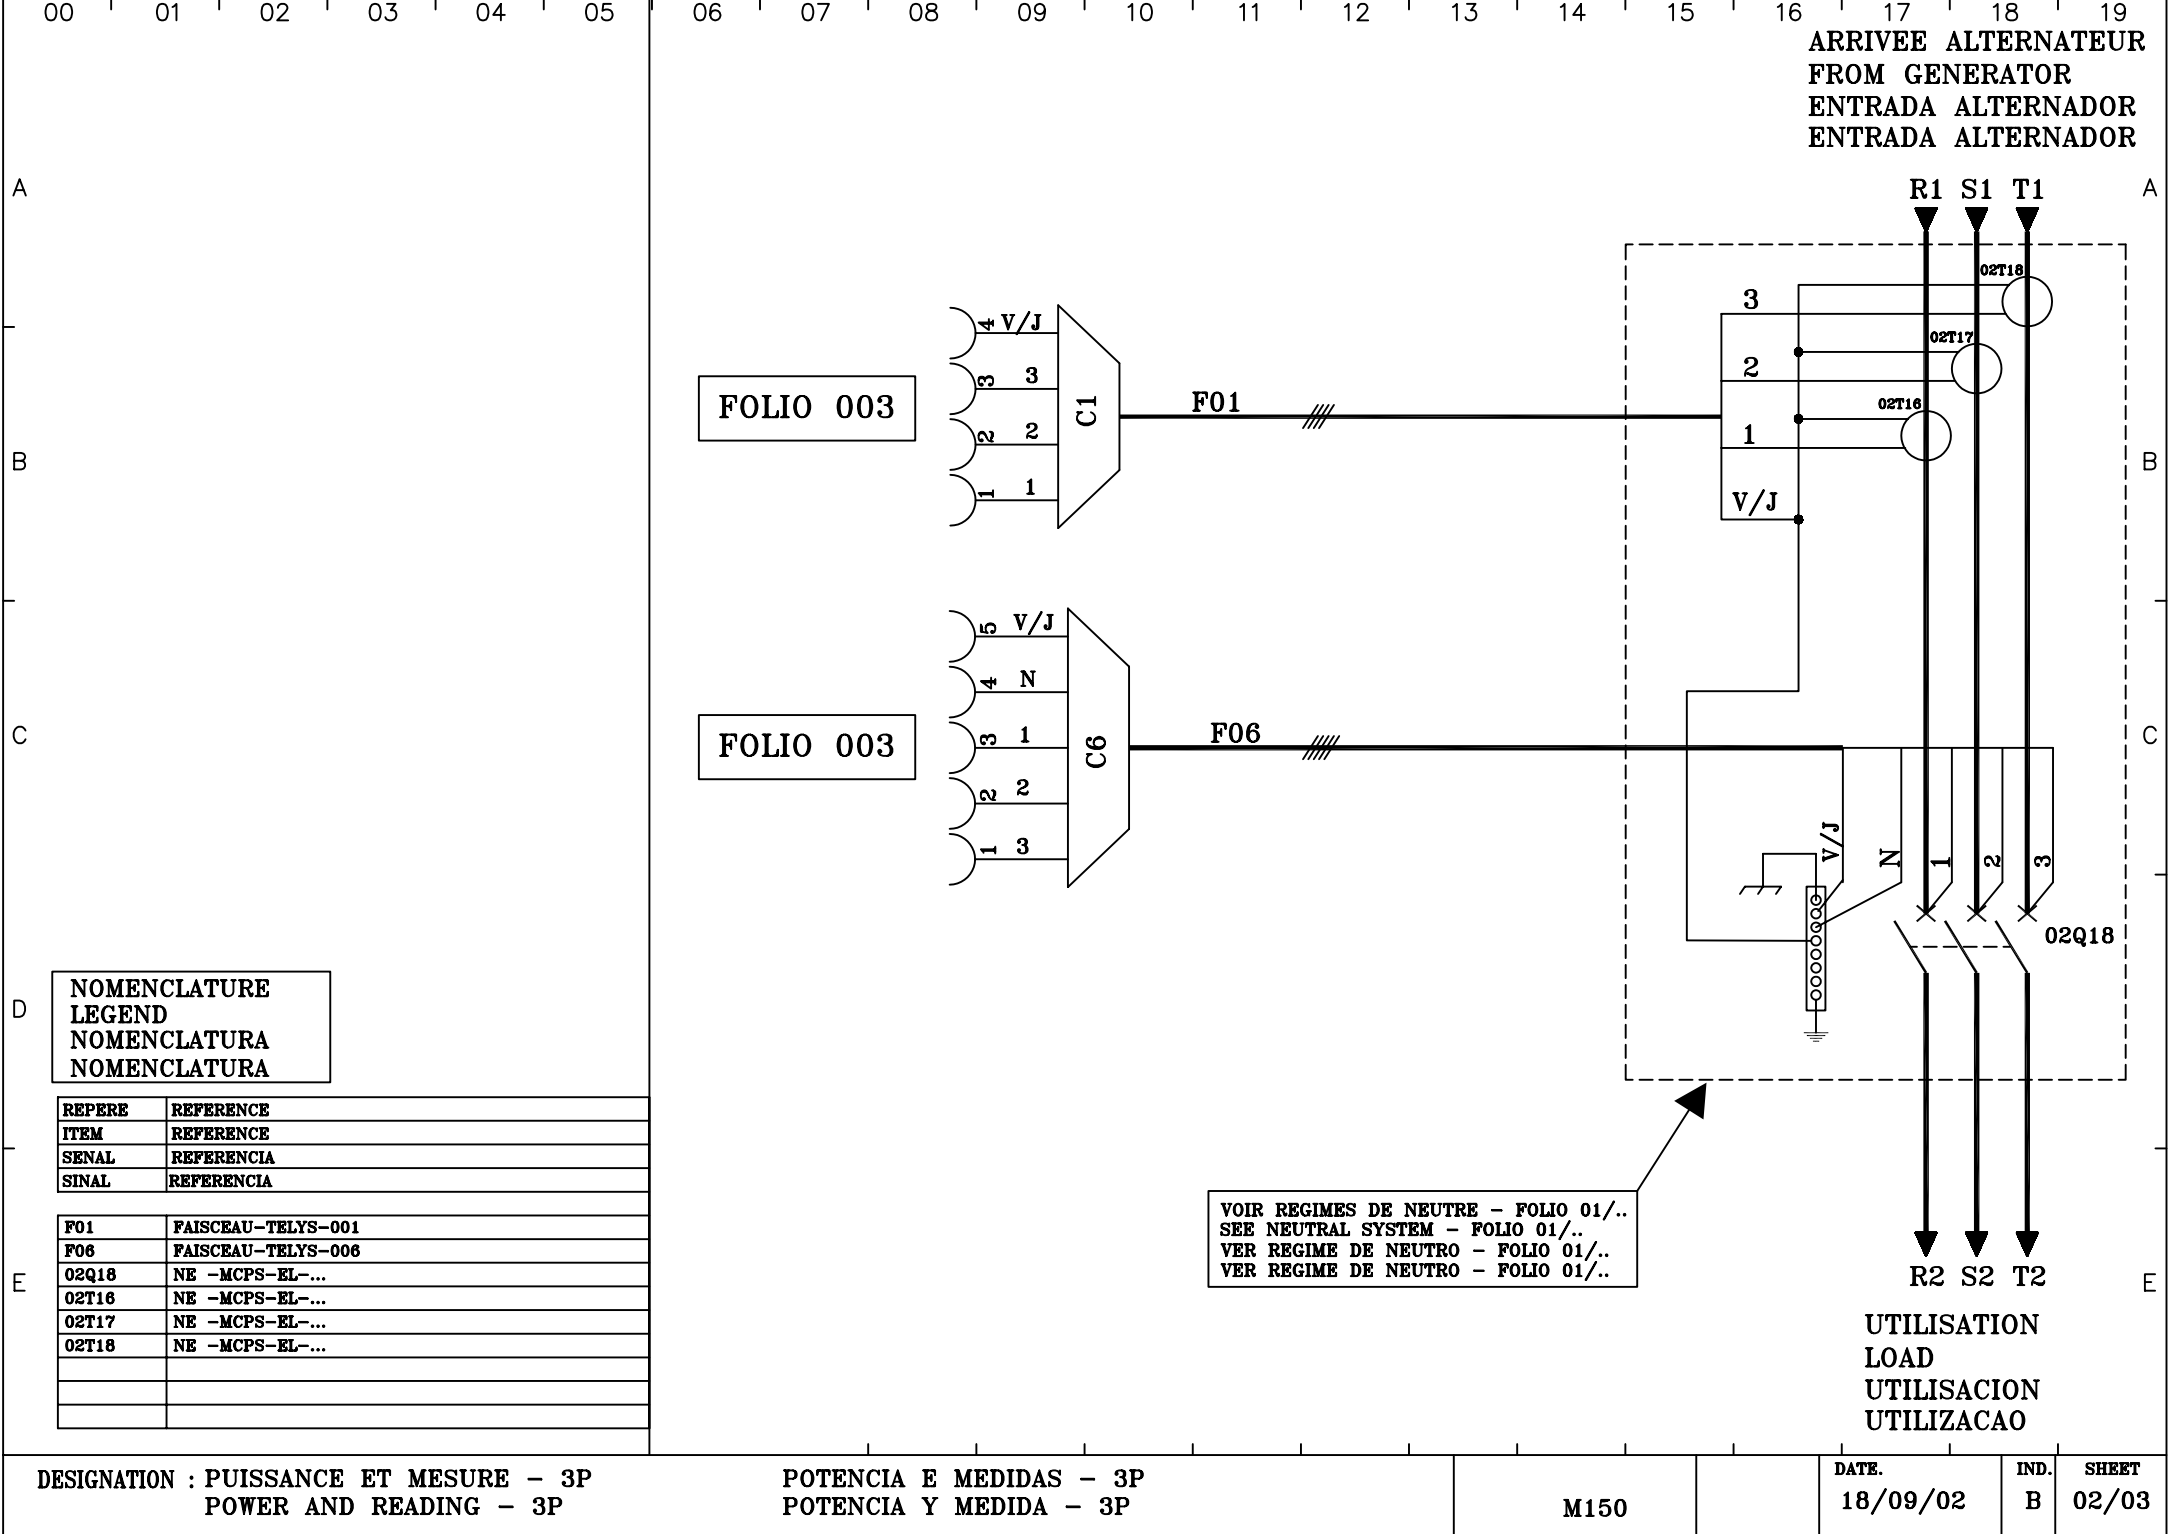 00 01 02 03 04 05 06 07 08 09 10 11 12 13 14 15 16 17 18 19
ARRIVEE ALTERNATEUR
FROM GENERATOR
ENTRADA ALTERNADOR
ENTRADA ALTERNADOR
A A
R1 S1 T1
02T18
3
4 V/J
02T17
2
3 3
FOLIO 003
C1
F01
02T16
2 2
1
B B
1 1
V/J
5 V/J
4 N
C C
FOLIO 003
3 1
C6
F06
2 2
1 3
V/J N 1 2 3
02Q18
D
NOMENCLATURE
LEGEND
NOMENCLATURA
NOMENCLATURA
D
REPERE REFERENCE
ITEM REFERENCE
SENAL REFERENCIA
SINAL REFERENCIA
F01 FAISCEAU-TELYS-001
F06 FAISCEAU-TELYS-006
02Q18 NE -MCPS-EL-...
02T16 NE -MCPS-EL-...
02T17 NE -MCPS-EL-...
02T18 NE -MCPS-EL-...
VOIR REGIMES DE NEUTRE - FOLIO 01/..
SEE NEUTRAL SYSTEM - FOLIO 01/..
VER REGIME DE NEUTRO - FOLIO 01/..
VER REGIME DE NEUTRO - FOLIO 01/..
E E
R2 S2 T2
UTILISATION
LOAD
UTILISACION
UTILIZACAO
DESIGNATION : PUISSANCE ET MESURE - 3P
POWER AND READING - 3P
POTENCIA E MEDIDAS - 3P
POTENCIA Y MEDIDA - 3P
M150
DATE.
18/09/02
IND.
B
SHEET
02/03